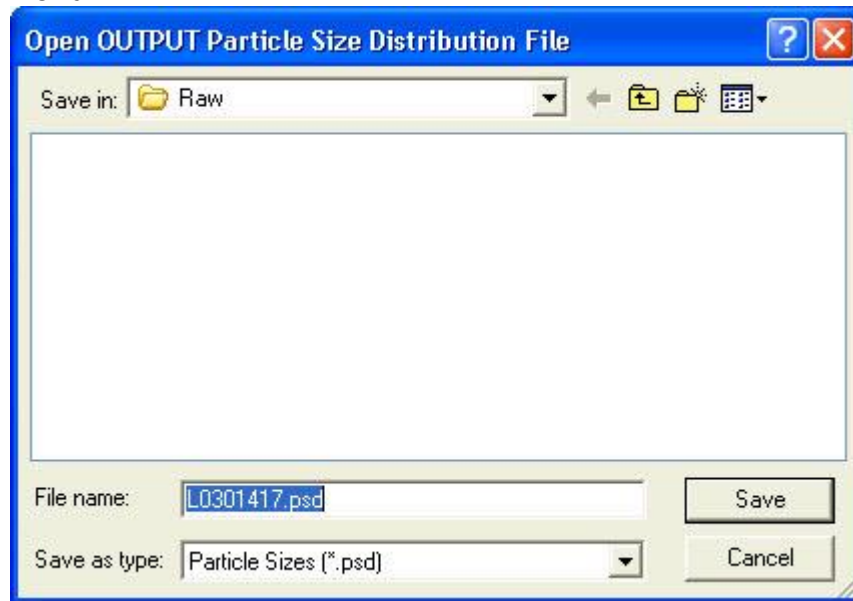 Open OUTPUT Particle Size Distribution File
Save in: Raw
File name: L0301417.psd Save
Save as type: Particle Sizes (*.psd) Cancel